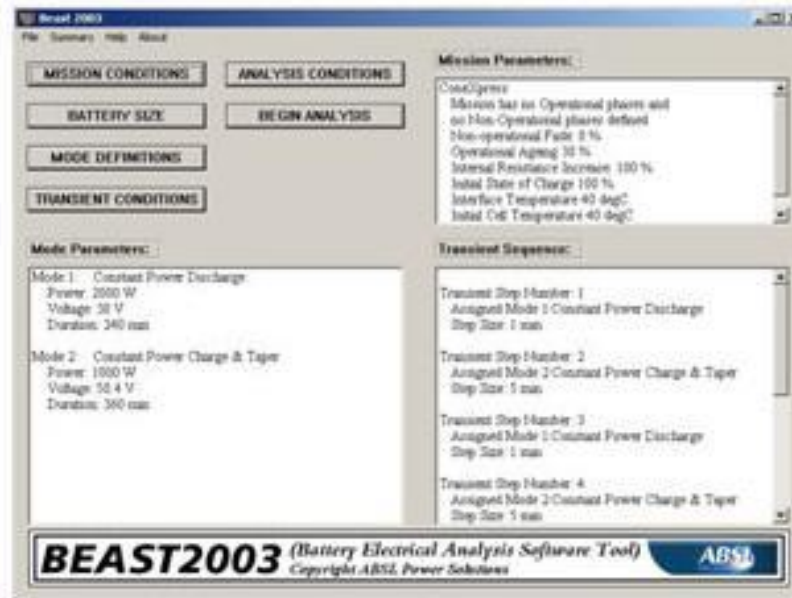 Beast 2003
File Summary Help About
MISSION CONDITIONS
ANALYSIS CONDITIONS
BATTERY SIZE
BEGIN ANALYSIS
MODE DEFINITIONS
TRANSIENT CONDITIONS
Mission Parameters:
ConeXpress
Mission has no Operational phases and
no Non-Operational phases defined
Non-operational Fade: 8 %
Operational Ageing 30 %
Internal Resistance Increase: 100 %
Initial State of Charge 100 %
Interface Temperature 40 degC
Initial Cell Temperature 40 degC
Mode Parameters:
Mode 1: Constant Power Discharge
Power: 2000 W
Voltage: 30 V
Duration: 240 min
Mode 2: Constant Power Charge & Taper
Power: 1000 W
Voltage: 50.4 V
Duration: 360 min
Transient Sequence:
Transient Step Number: 1
Assigned Mode 1:Constant Power Discharge
Step Size: 1 min
Transient Step Number: 2
Assigned Mode 2:Constant Power Charge & Taper
Step Size: 5 min
Transient Step Number: 3
Assigned Mode 1:Constant Power Discharge
Step Size: 1 min
Transient Step Number: 4
Assigned Mode 2:Constant Power Charge & Taper
Step Size: 5 min
BEAST2003 (Battery Electrical Analysis Software Tool)
Copyright ABSL Power Solutions
ABSL